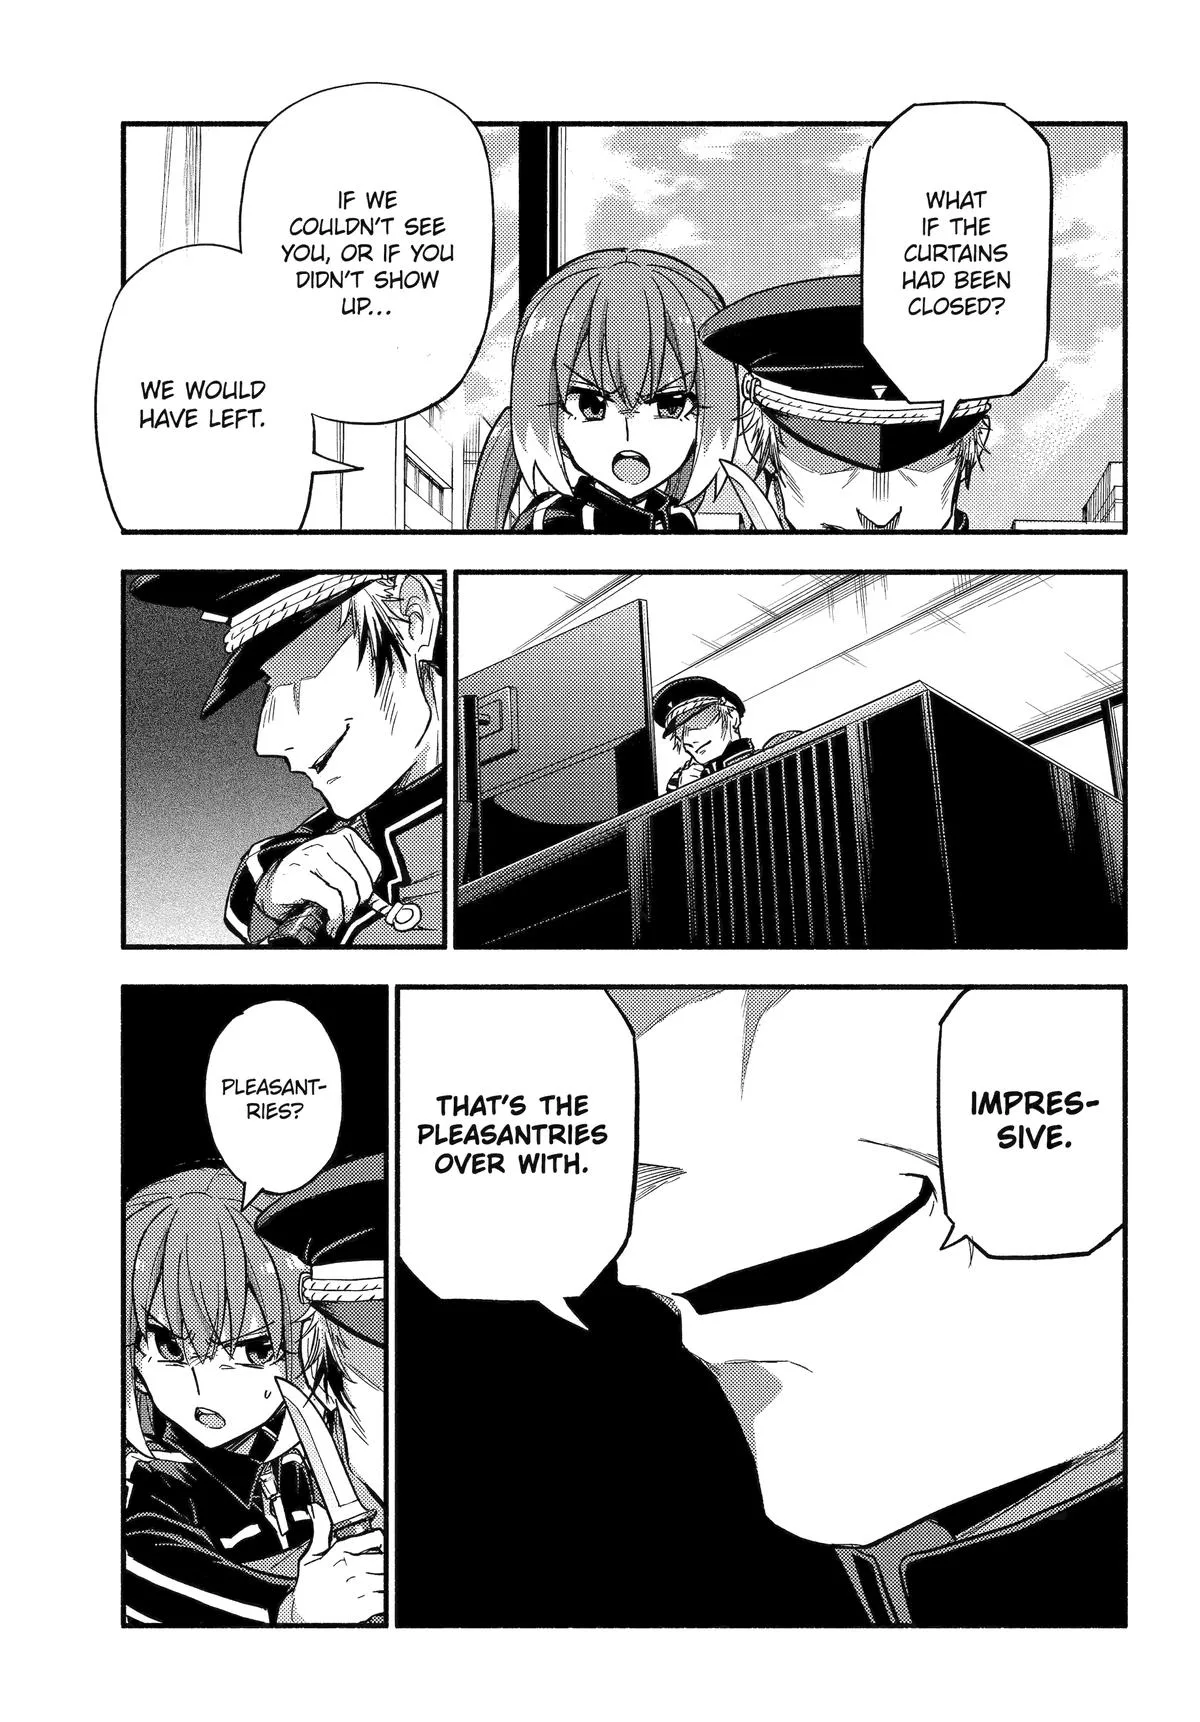 WHAT
IF THE
CURTAINS
HAD BEEN
CLOSED?
IF WE
COULDN'T SEE
YOU, OR IF YOU
DIDN'T SHOW
UP...
WE WOULD
HAVE LEFT.
IMPRES-
SIVE.
THAT'S THE
PLEASANTRIES
OVER WITH.
PLEASANT-
RIES?